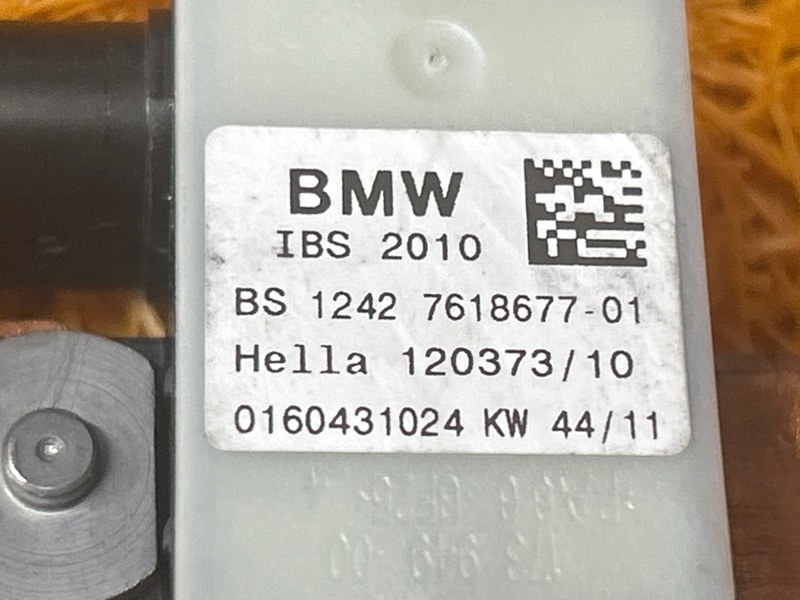 BMW
IBS 2010
BS 1242 7618677-01
Hella 120373/10
0160431024 KW 44/11